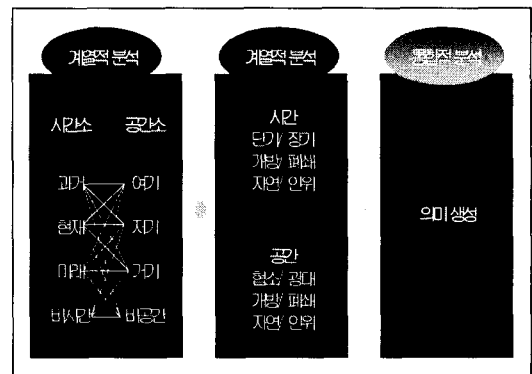 계열적 분석
시간소 공간소
과거 여기
현재 저기
미래 거기
비시간 비공간
계열적 분석
시간
단기/ 장기
개방/ 폐쇄
자연/ 인위
공간
협소/ 광대
개방/ 폐쇄
자연/ 인위
분석
의미 생성